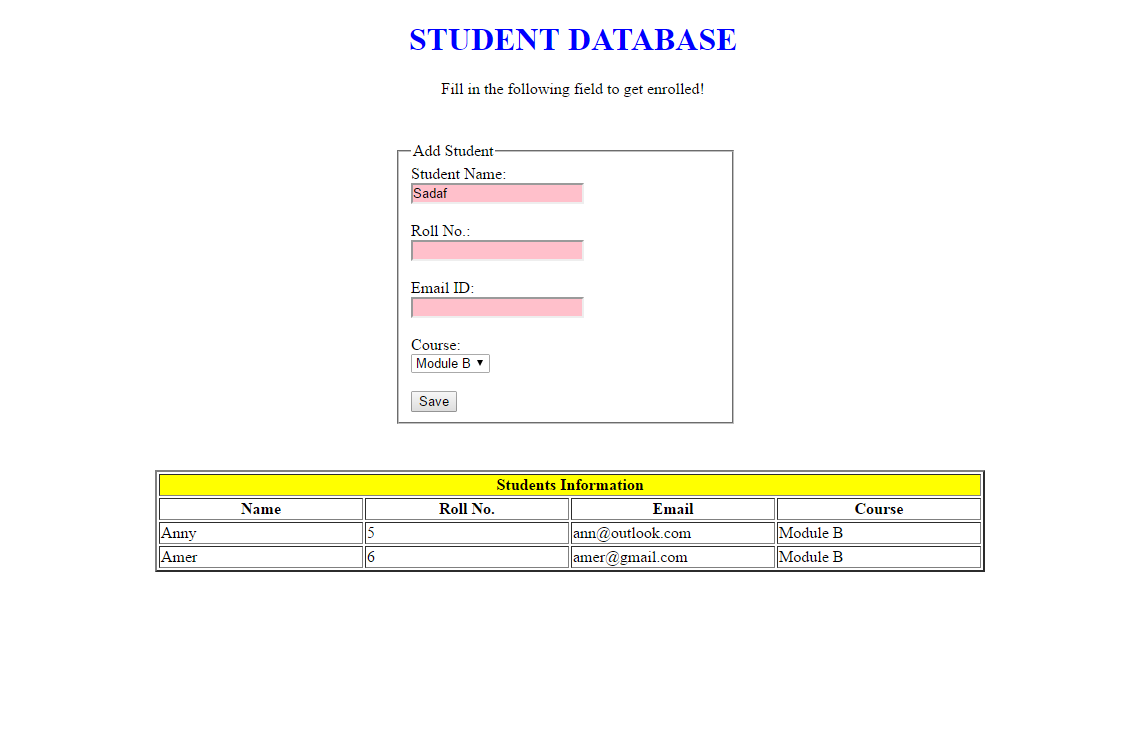 STUDENT DATABASE
Fill in the following field to get enrolled!
Add Student
Student Name:
Sadaf
Roll No.:
Email ID:
Course:
Module B
Save
Students Information
Name Roll No. Email Course
Anny 5 ann@outlook.com Module B
Amer 6 amer@gmail.com Module B